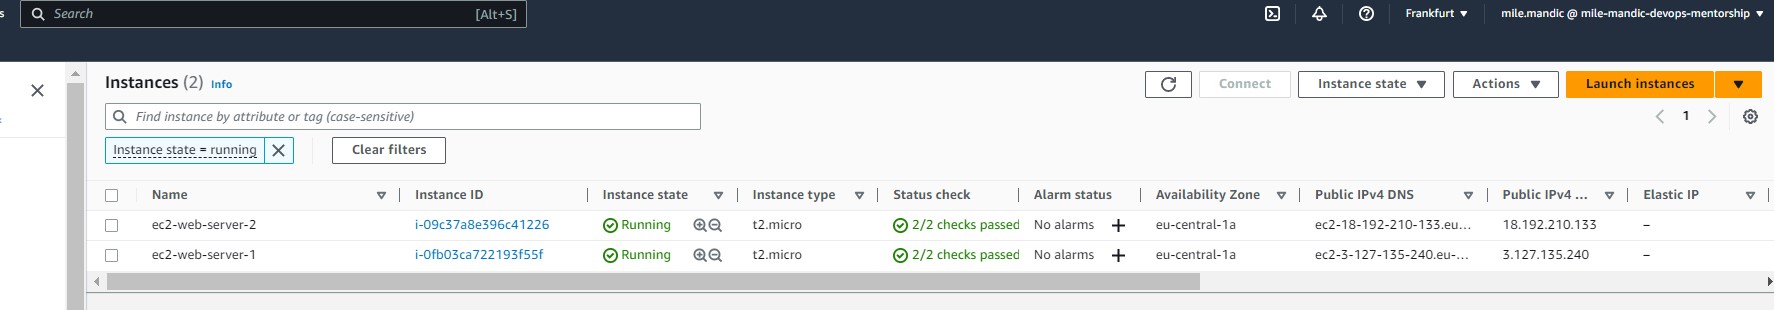 s Search [Alt+S] Frankfurt mile.mandic @ mile-mandic-devops-mentorship
Instances (2) Info Connect Instance state Actions Launch instances
Find instance by attribute or tag (case-sensitive) 1
Instance state = running Clear filters
Name Instance ID Instance state Instance type Status check Alarm status Availability Zone Public IPv4 DNS Public IPv4 ... Elastic IP
ec2-web-server-2 i-09c37a8e396c41226 Running t2.micro 2/2 checks passed No alarms + eu-central-1a ec2-18-192-210-133.eu... 18.192.210.133 –
ec2-web-server-1 i-0fb03ca722193f55f Running t2.micro 2/2 checks passed No alarms + eu-central-1a ec2-3-127-135-240.eu-... 3.127.135.240 –